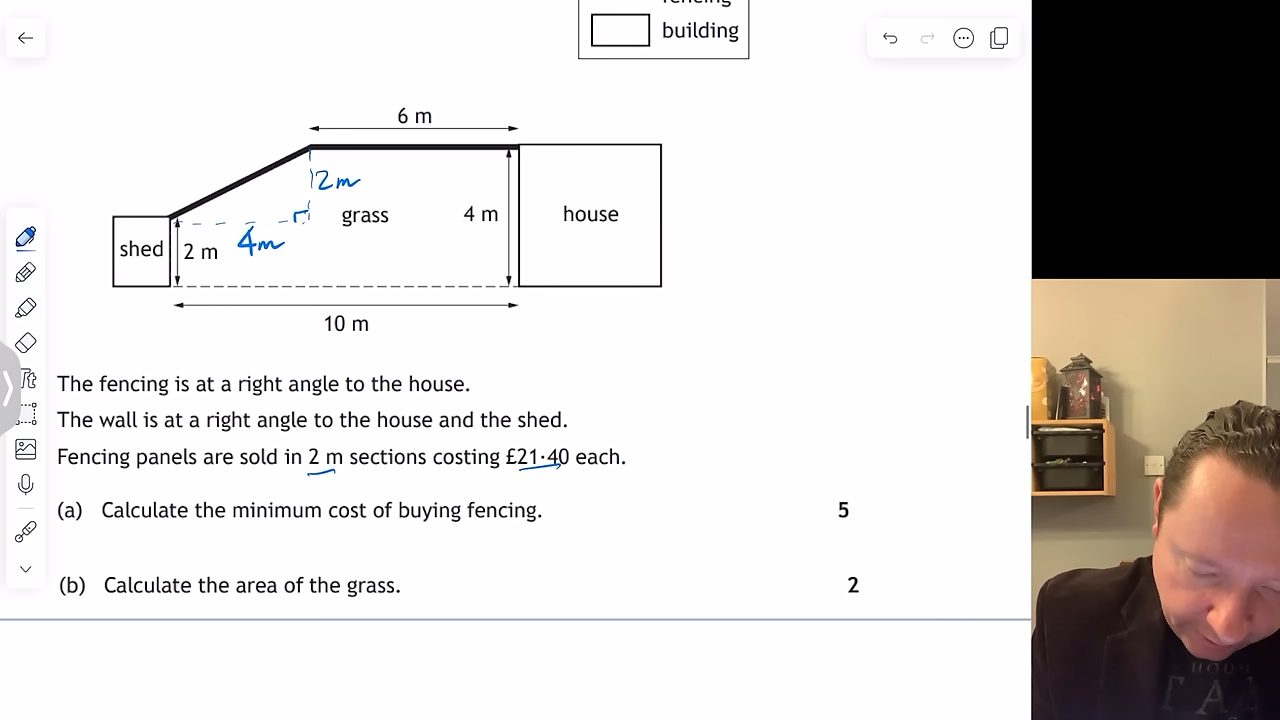 fencing
building
6 m
2m
grass
4 m
house
shed
2 m
4m
10 m
The fencing is at a right angle to the house.
The wall is at a right angle to the house and the shed.
Fencing panels are sold in 2 m sections costing £21·40 each.
(a) Calculate the minimum cost of buying fencing. 5
(b) Calculate the area of the grass. 2
Tt